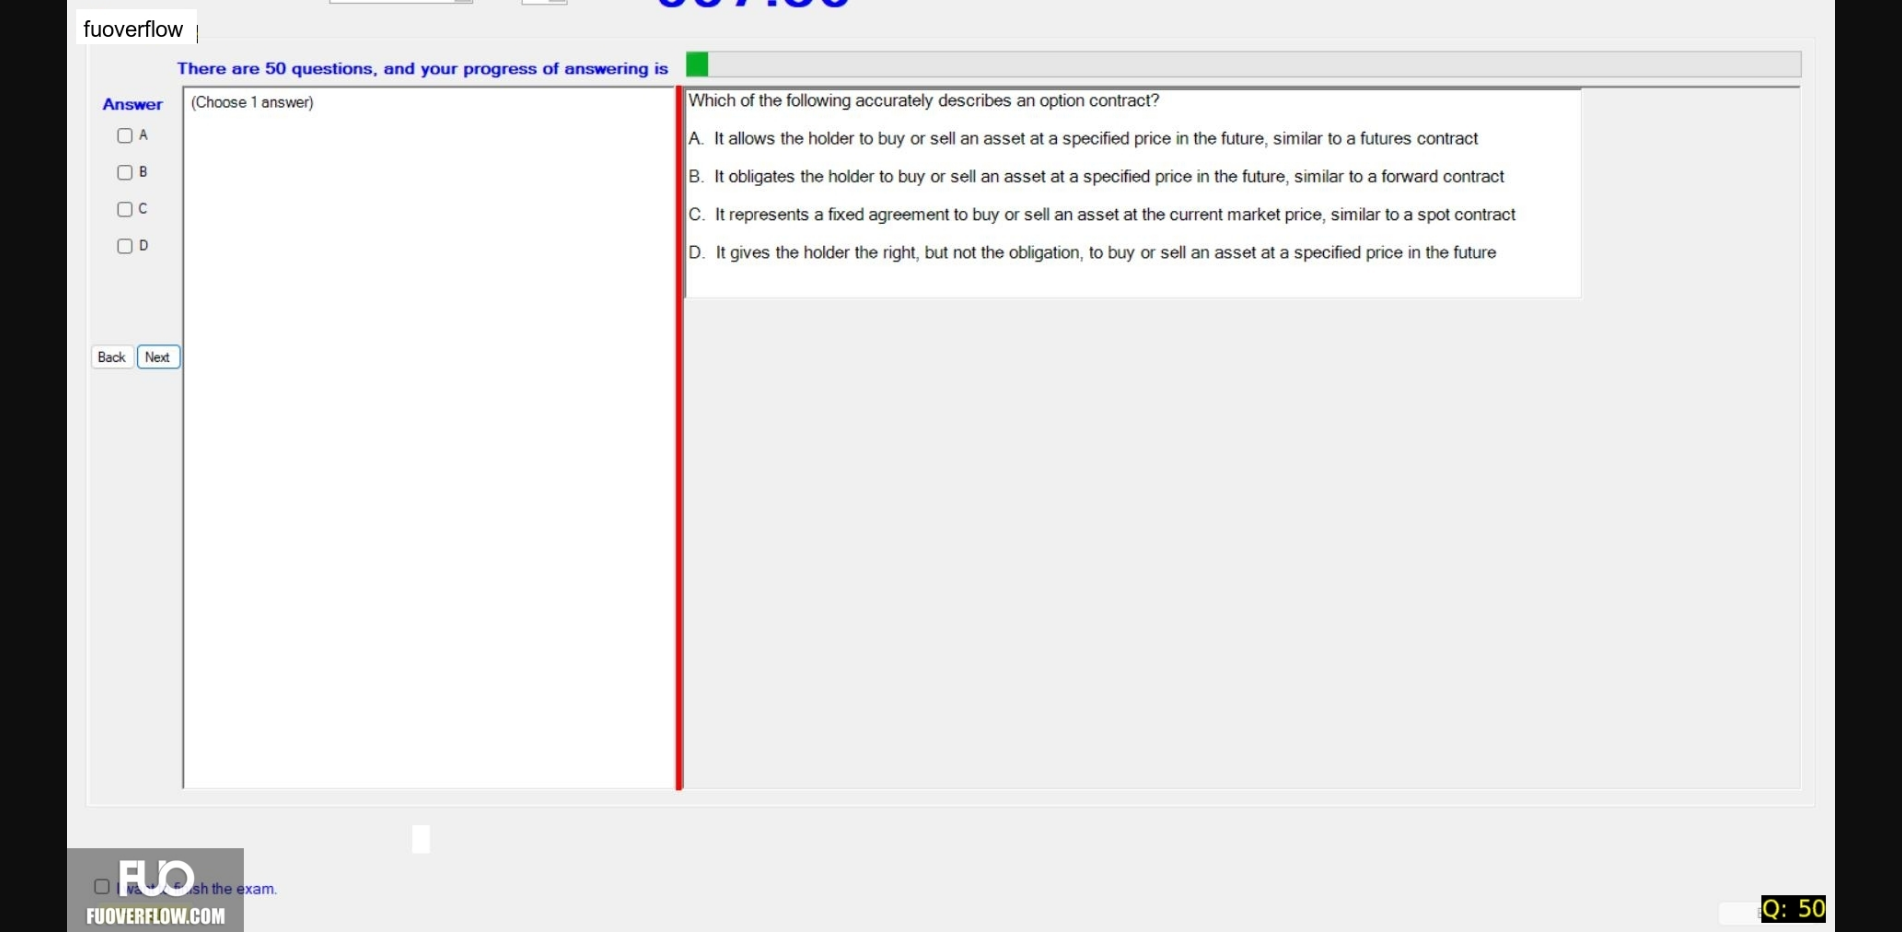 fuoverflow
There are 50 questions, and your progress of answering is
Answer
(Choose 1 answer)
A
B
C
D
Back
Next
Which of the following accurately describes an option contract?
A. It allows the holder to buy or sell an asset at a specified price in the future, similar to a futures contract
B. It obligates the holder to buy or sell an asset at a specified price in the future, similar to a forward contract
C. It represents a fixed agreement to buy or sell an asset at the current market price, similar to a spot contract
D. It gives the holder the right, but not the obligation, to buy or sell an asset at a specified price in the future
I want finish the exam.
FUO
FUOVERFLOW.COM
Q: 50